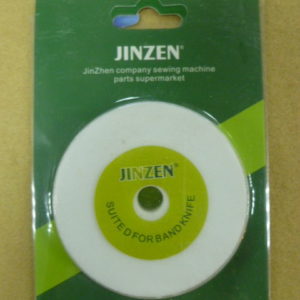 JINZEN®
JinZhen company sewing machine
parts supermarket
JINZEN®
SUITED FOR BAND KNIFE